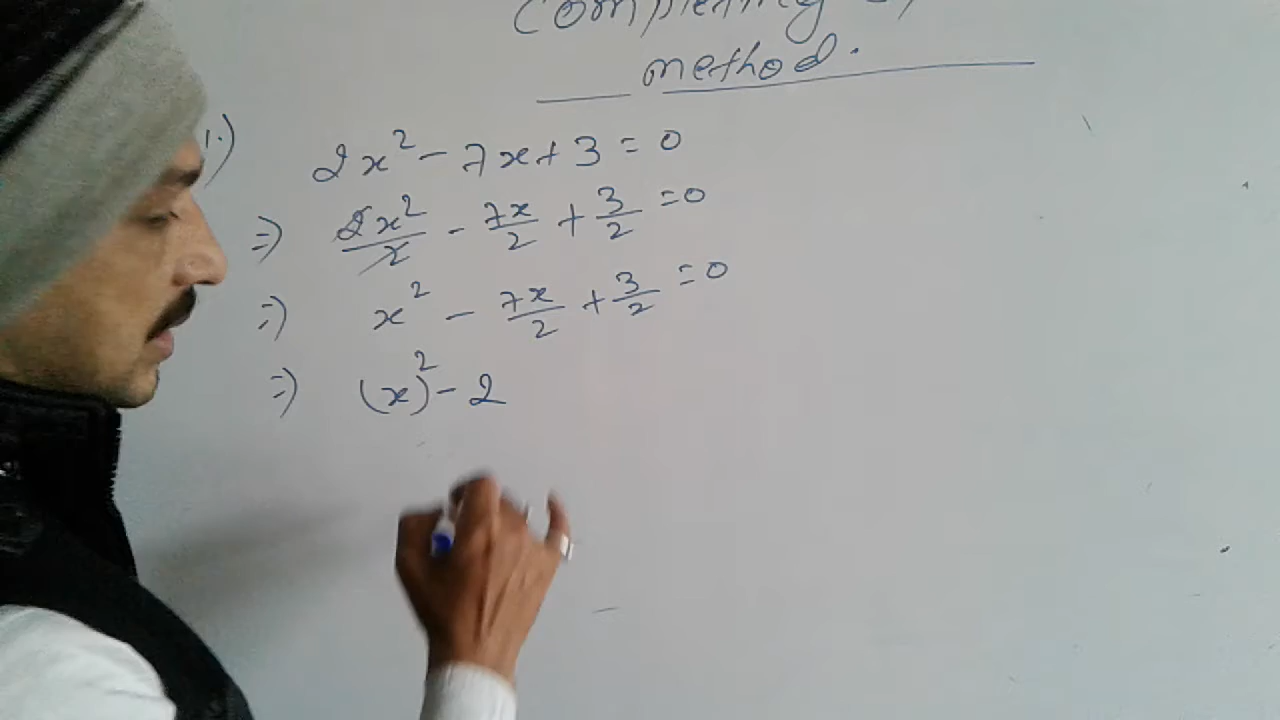 method.
1.) 2x² - 7x + 3 = 0
=) 2x²/2 - 7x/2 + 3/2 = 0
=) x² - 7x/2 + 3/2 = 0
=) (x)² - 2